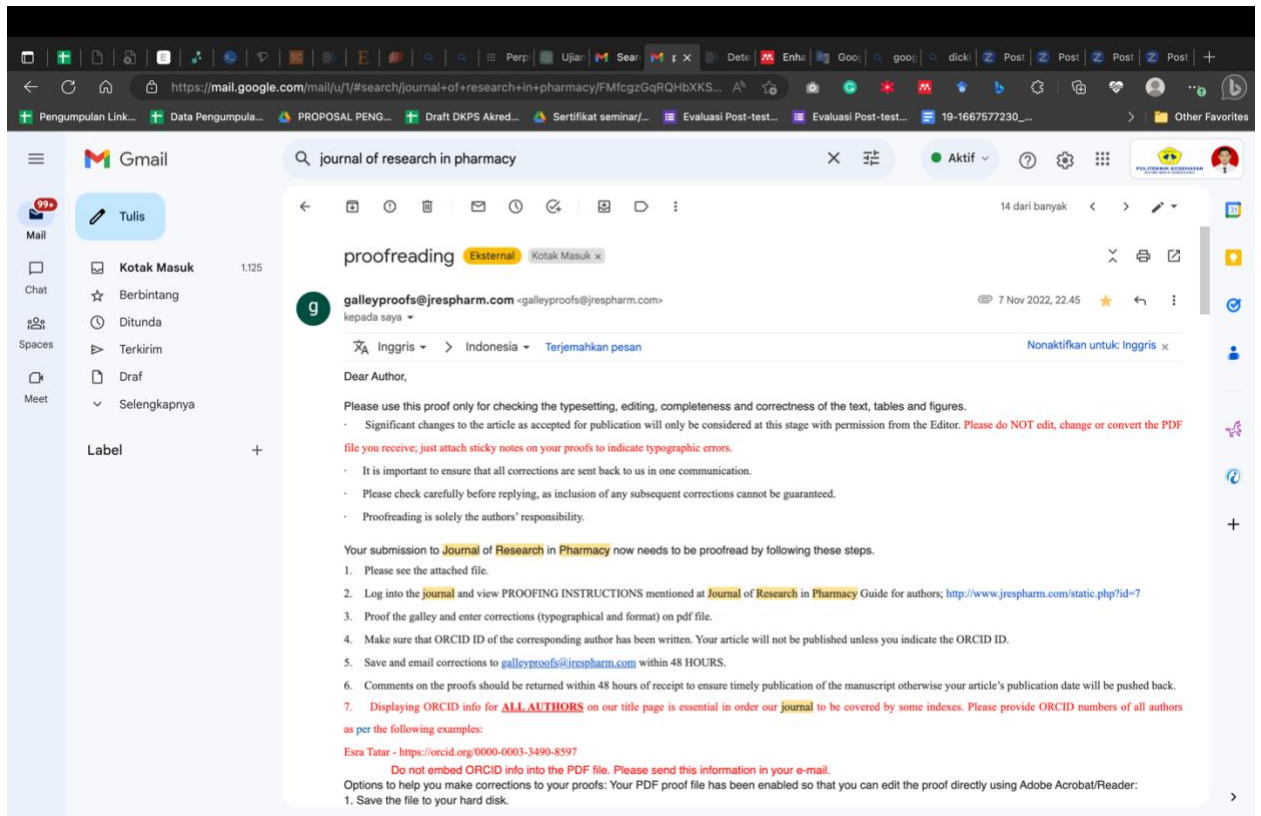 Perp Ujian Sear Dete Enha Goog goog dicki Post Post Post Post
https://mail.google.com/mail/u/1/#search/journal+of+research+in+pharmacy/FMfcgzGqRQHbXKS...
Pengumpulan Link... Data Pengumpula... PROPOSAL PENG... Draft DKPS Akred... Sertifikat seminar/... Evaluasi Post-test... Evaluasi Post-test... 19-1667577230_... Other Favorites
Gmail journal of research in pharmacy Aktif
99+
Mail
Chat
Spaces
Meet
Tulis
Kotak Masuk 1.125
Berbintang
Ditunda
Terkirim
Draf
Selengkapnya
Label
14 dari banyak
proofreading Eksternal Kotak Masuk ×
g
galleyproofs@jrespharm.com <galleyproofs@jrespharm.com> 7 Nov 2022, 22.45
kepada saya
Inggris > Indonesia Terjemahkan pesan Nonaktifkan untuk: Inggris ×
Dear Author,
Please use this proof only for checking the typesetting, editing, completeness and correctness of the text, tables and figures.
· Significant changes to the article as accepted for publication will only be considered at this stage with permission from the Editor. Please do NOT edit, change or convert the PDF
file you receive; just attach sticky notes on your proofs to indicate typographic errors.
· It is important to ensure that all corrections are sent back to us in one communication.
· Please check carefully before replying, as inclusion of any subsequent corrections cannot be guaranteed.
· Proofreading is solely the authors' responsibility.
Your submission to Journal of Research in Pharmacy now needs to be proofread by following these steps.
1. Please see the attached file.
2. Log into the journal and view PROOFING INSTRUCTIONS mentioned at Journal of Research in Pharmacy Guide for authors; http://www.jrespharm.com/static.php?id=7
3. Proof the galley and enter corrections (typographical and format) on pdf file.
4. Make sure that ORCID ID of the corresponding author has been written. Your article will not be published unless you indicate the ORCID ID.
5. Save and email corrections to galleyproofs@jrespharm.com within 48 HOURS.
6. Comments on the proofs should be returned within 48 hours of receipt to ensure timely publication of the manuscript otherwise your article's publication date will be pushed back.
7. Displaying ORCID info for ALL AUTHORS on our title page is essential in order our journal to be covered by some indexes. Please provide ORCID numbers of all authors
as per the following examples:
Esra Tatar - https://orcid.org/0000-0003-3490-8597
Do not embed ORCID info into the PDF file. Please send this information in your e-mail.
Options to help you make corrections to your proofs: Your PDF proof file has been enabled so that you can edit the proof directly using Adobe Acrobat/Reader:
1. Save the file to your hard disk.